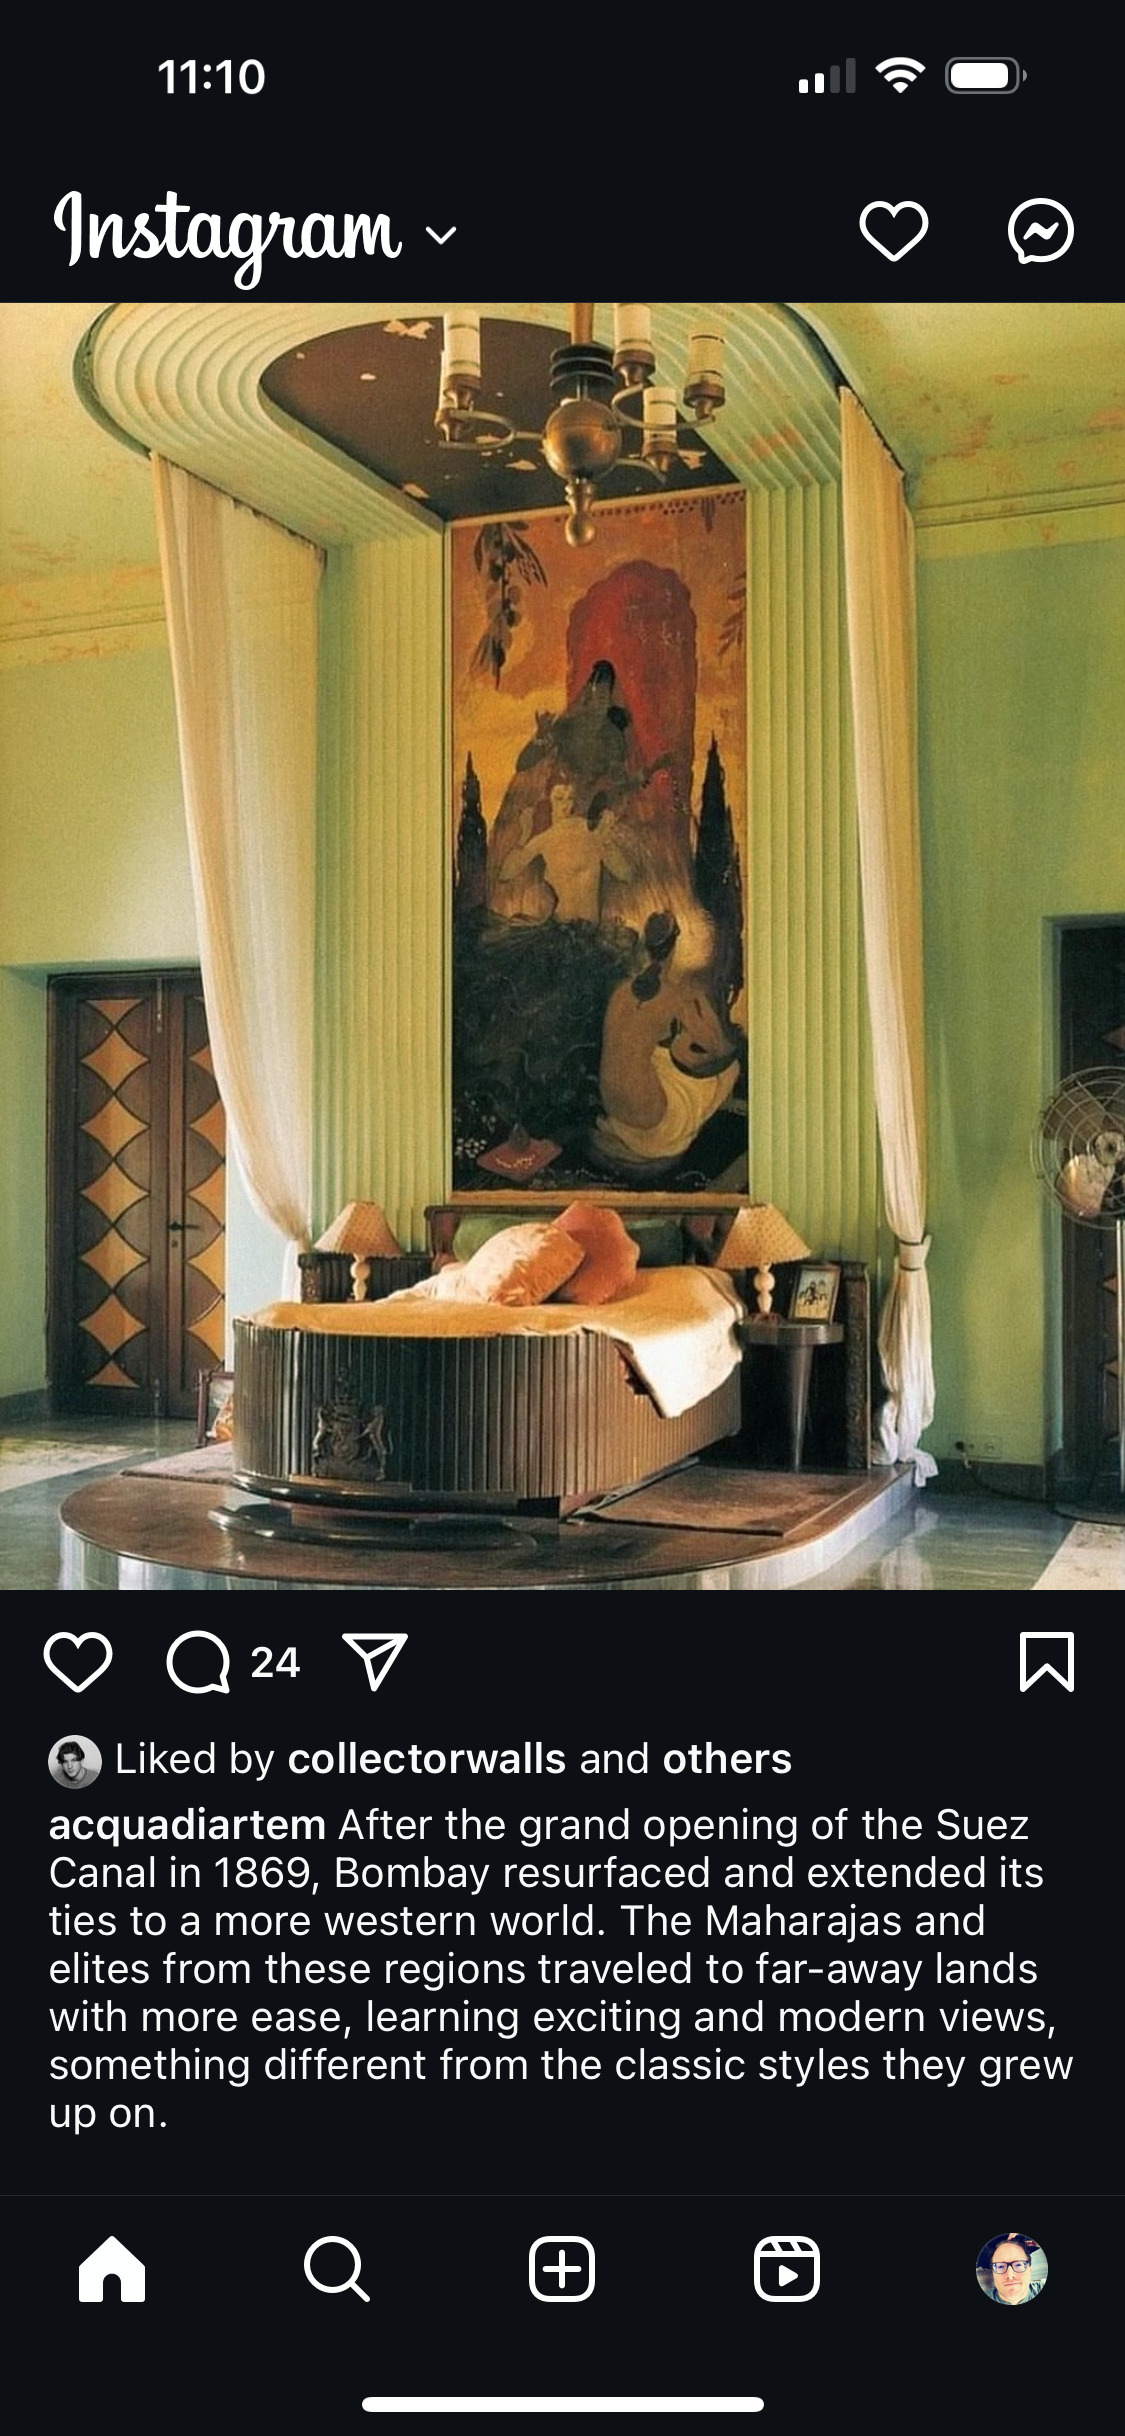 11:10
Instagram
24
Liked by collectorwalls and others
acquadiartem After the grand opening of the Suez
Canal in 1869, Bombay resurfaced and extended its
ties to a more western world. The Maharajas and
elites from these regions traveled to far-away lands
with more ease, learning exciting and modern views,
something different from the classic styles they grew
up on.